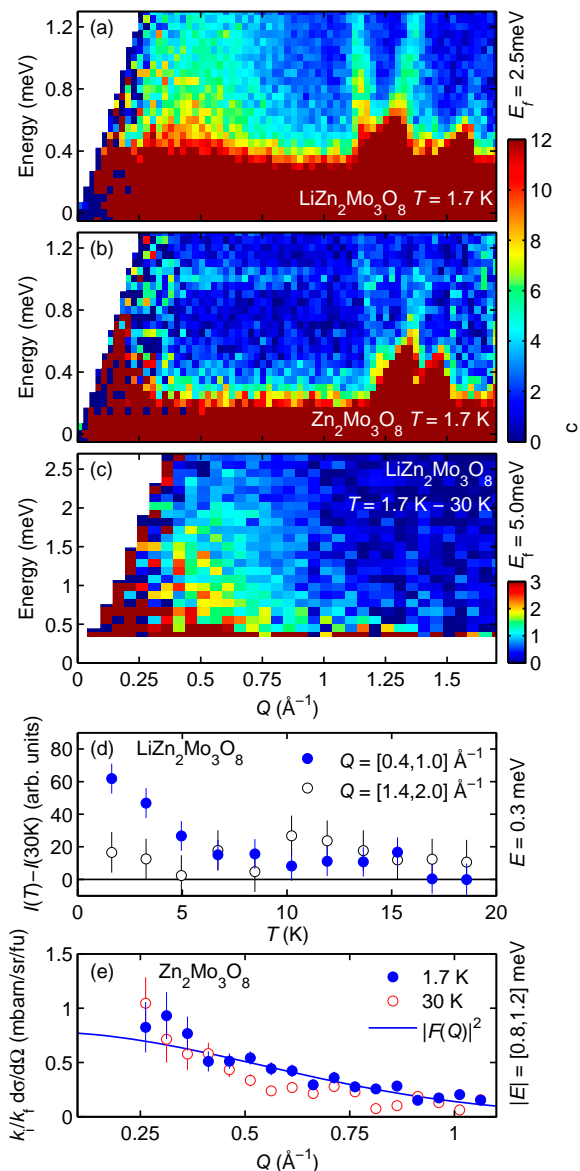 (a)
LiZn2Mo3O8 T = 1.7 K
Energy (meV)
1.2
0.8
0.4
0
Ef = 2.5meV
(b)
Zn2Mo3O8 T = 1.7 K
Energy (meV)
1.2
0.8
0.4
0
12
10
8
6
4
2
0
c
(c)
LiZn2Mo3O8
T = 1.7 K − 30 K
Energy (meV)
2.5
2
1.5
1
0.5
0
0 0.25 0.5 0.75 1 1.25 1.5
Q (Å−1)
Ef = 5.0meV
3
2
1
0
(d) LiZn2Mo3O8
Q = [0.4,1.0] Å−1
Q = [1.4,2.0] Å−1
I(T)−I(30K) (arb. units)
80
60
40
20
0
0 5 10 15 20
T (K)
E = 0.3 meV
(e) Zn2Mo3O8
1.7 K
30 K
|F(Q)|2
ki/kf dσ/dΩ (mbarn/sr/fu)
1.5
1
0.5
0
0.25 0.5 0.75 1
Q (Å−1)
|E| = [0.8,1.2] meV